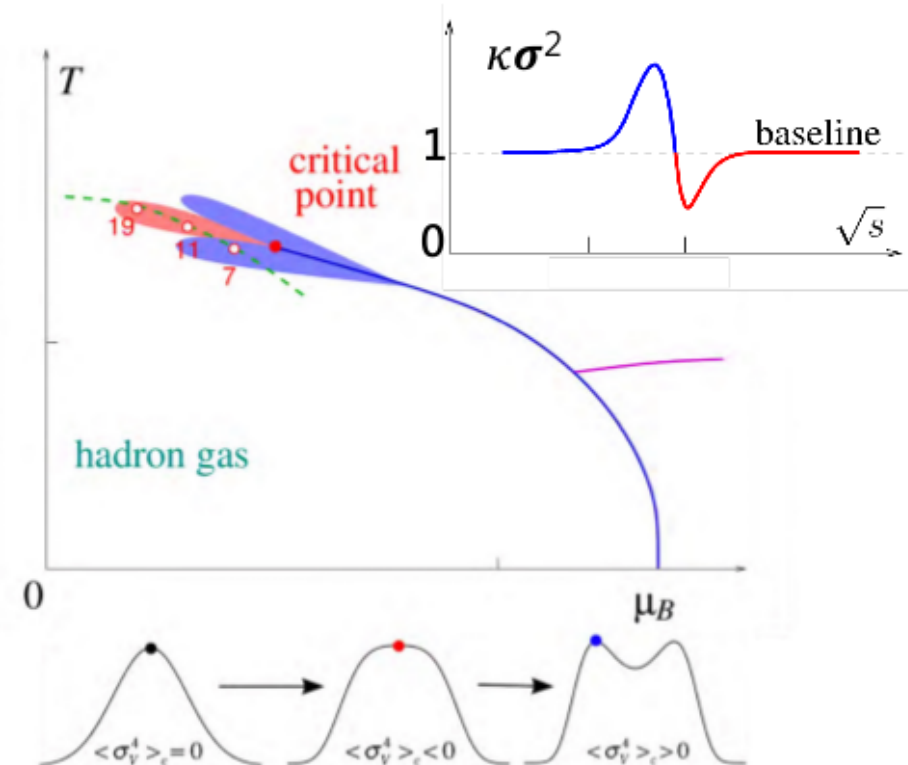 κσ²
T
1
baseline
critical
point
19
11
7
0
√s
hadron gas
0
μ_B
<σ_V^4>_c=0
<σ_V^4>_c<0
<σ_V^4>_c>0